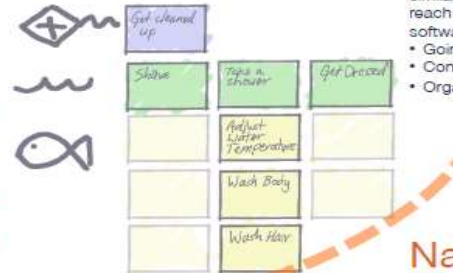 Get cleaned
up
Shave
Take a
shower
Get Dressed
Adjust
Water
Temperature
Wash Body
Wash Hair
reach
softwa
• Goin
• Con
• Orga
Na